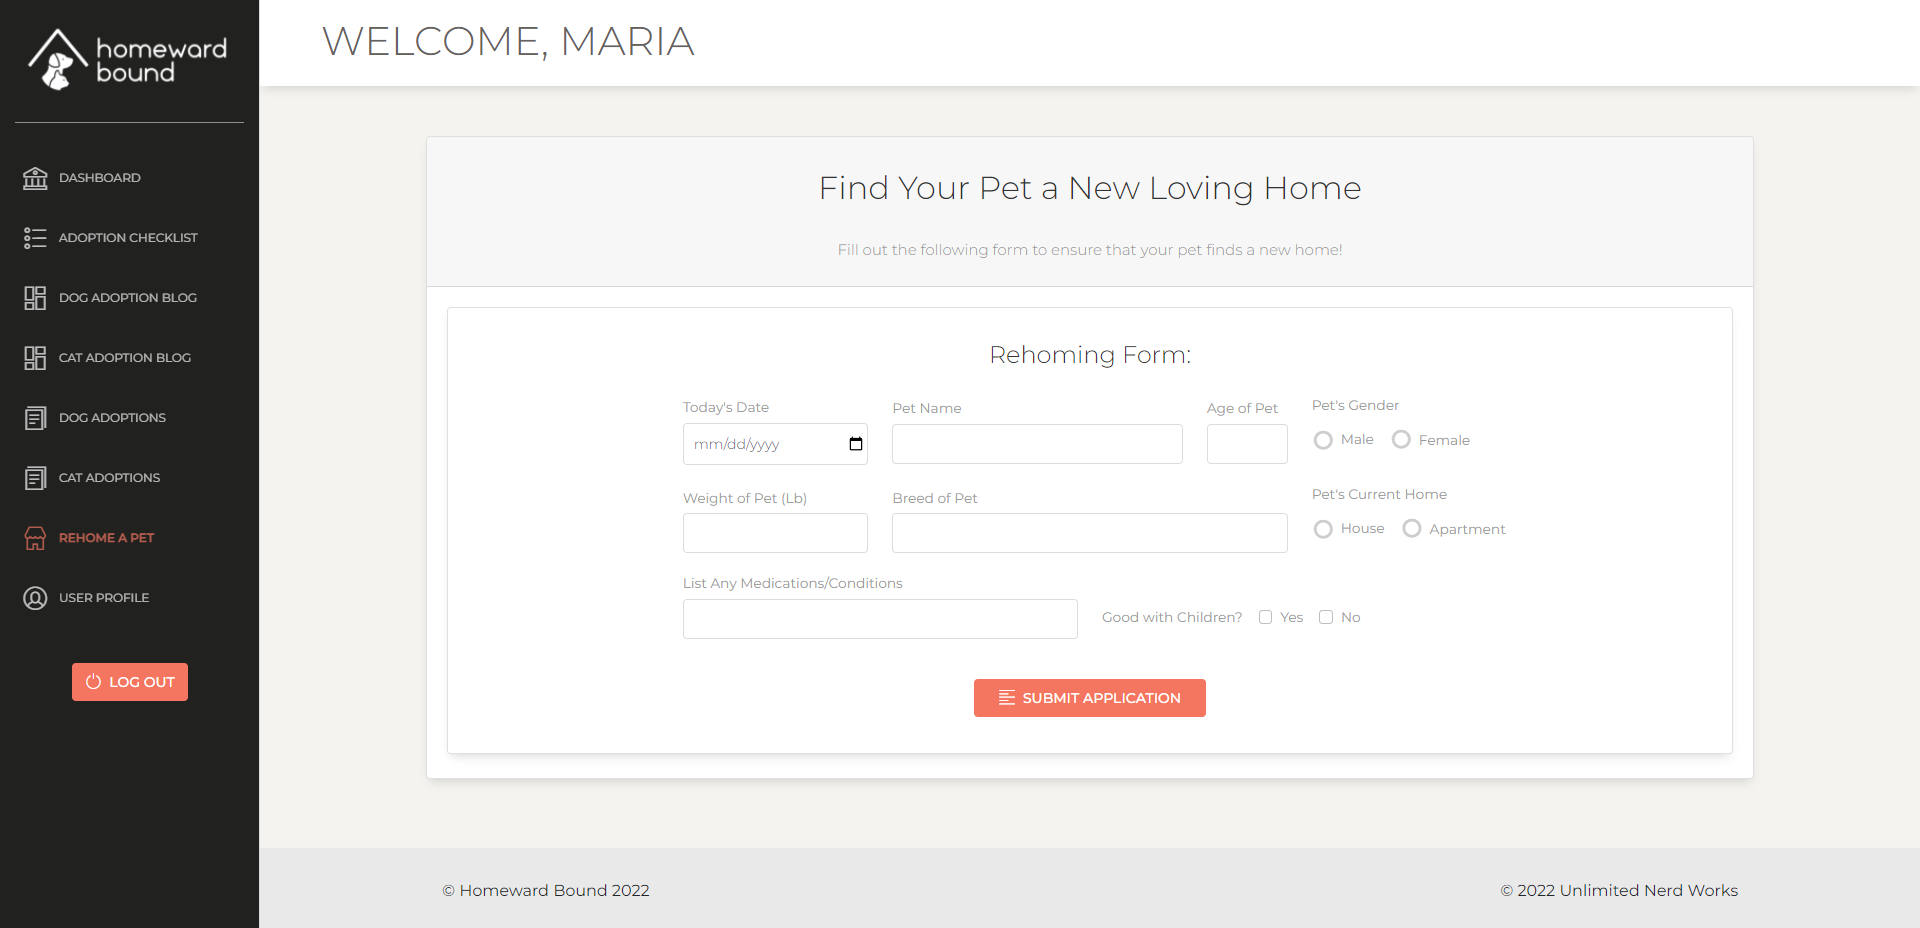 homeward
bound
DASHBOARD
ADOPTION CHECKLIST
DOG ADOPTION BLOG
CAT ADOPTION BLOG
DOG ADOPTIONS
CAT ADOPTIONS
REHOME A PET
USER PROFILE
LOG OUT
WELCOME, MARIA
Find Your Pet a New Loving Home
Fill out the following form to ensure that your pet finds a new home!
Rehoming Form:
Today's Date
Pet Name
Age of Pet
Pet's Gender
mm/dd/yyyy
Male
Female
Weight of Pet (Lb)
Breed of Pet
Pet's Current Home
House
Apartment
List Any Medications/Conditions
Good with Children?
Yes
No
SUBMIT APPLICATION
© Homeward Bound 2022
© 2022 Unlimited Nerd Works